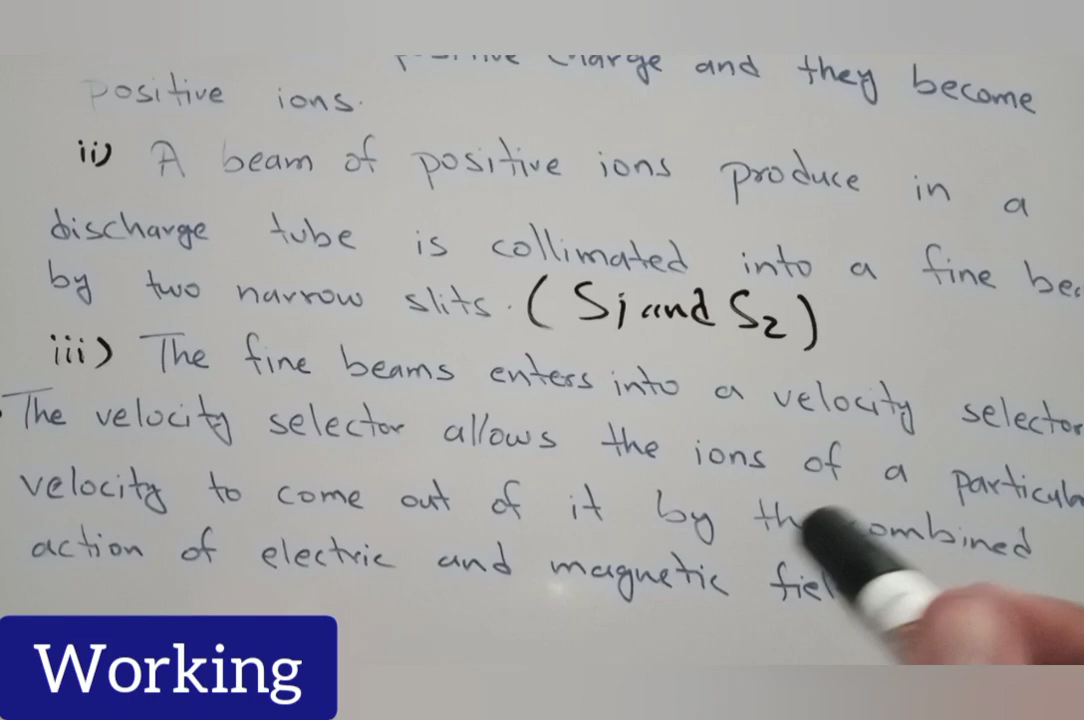 charge and they become
positive ions.
ii) A beam of positive ions produce in a
discharge tube is collimated into a fine
by two narrow slits. (S1 and S2)
iii) The fine beams enters into a velocity selector
The velocity selector allows the ions of a
velocity to come out of it by
action of electric and magnetic
Working